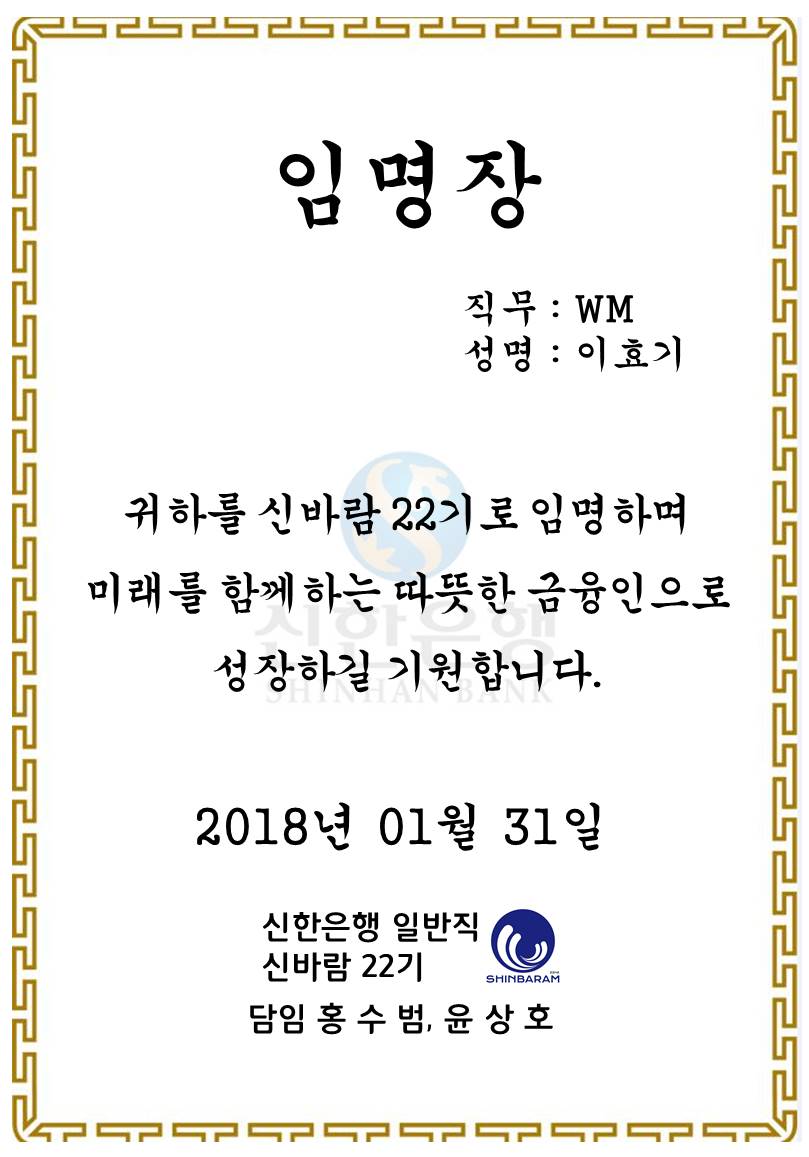 임명장
직무 : WM
성명 : 이효기
귀하를 신바람 22기로 임명하며
미래를 함께하는 따뜻한 금융인으로
신한은행
성장하길 기원합니다.
SHINHAN BANK
2018년 01월 31일
신한은행 일반직
신바람 22기
SHINBARAM
담임 홍 수 범, 윤 상 호